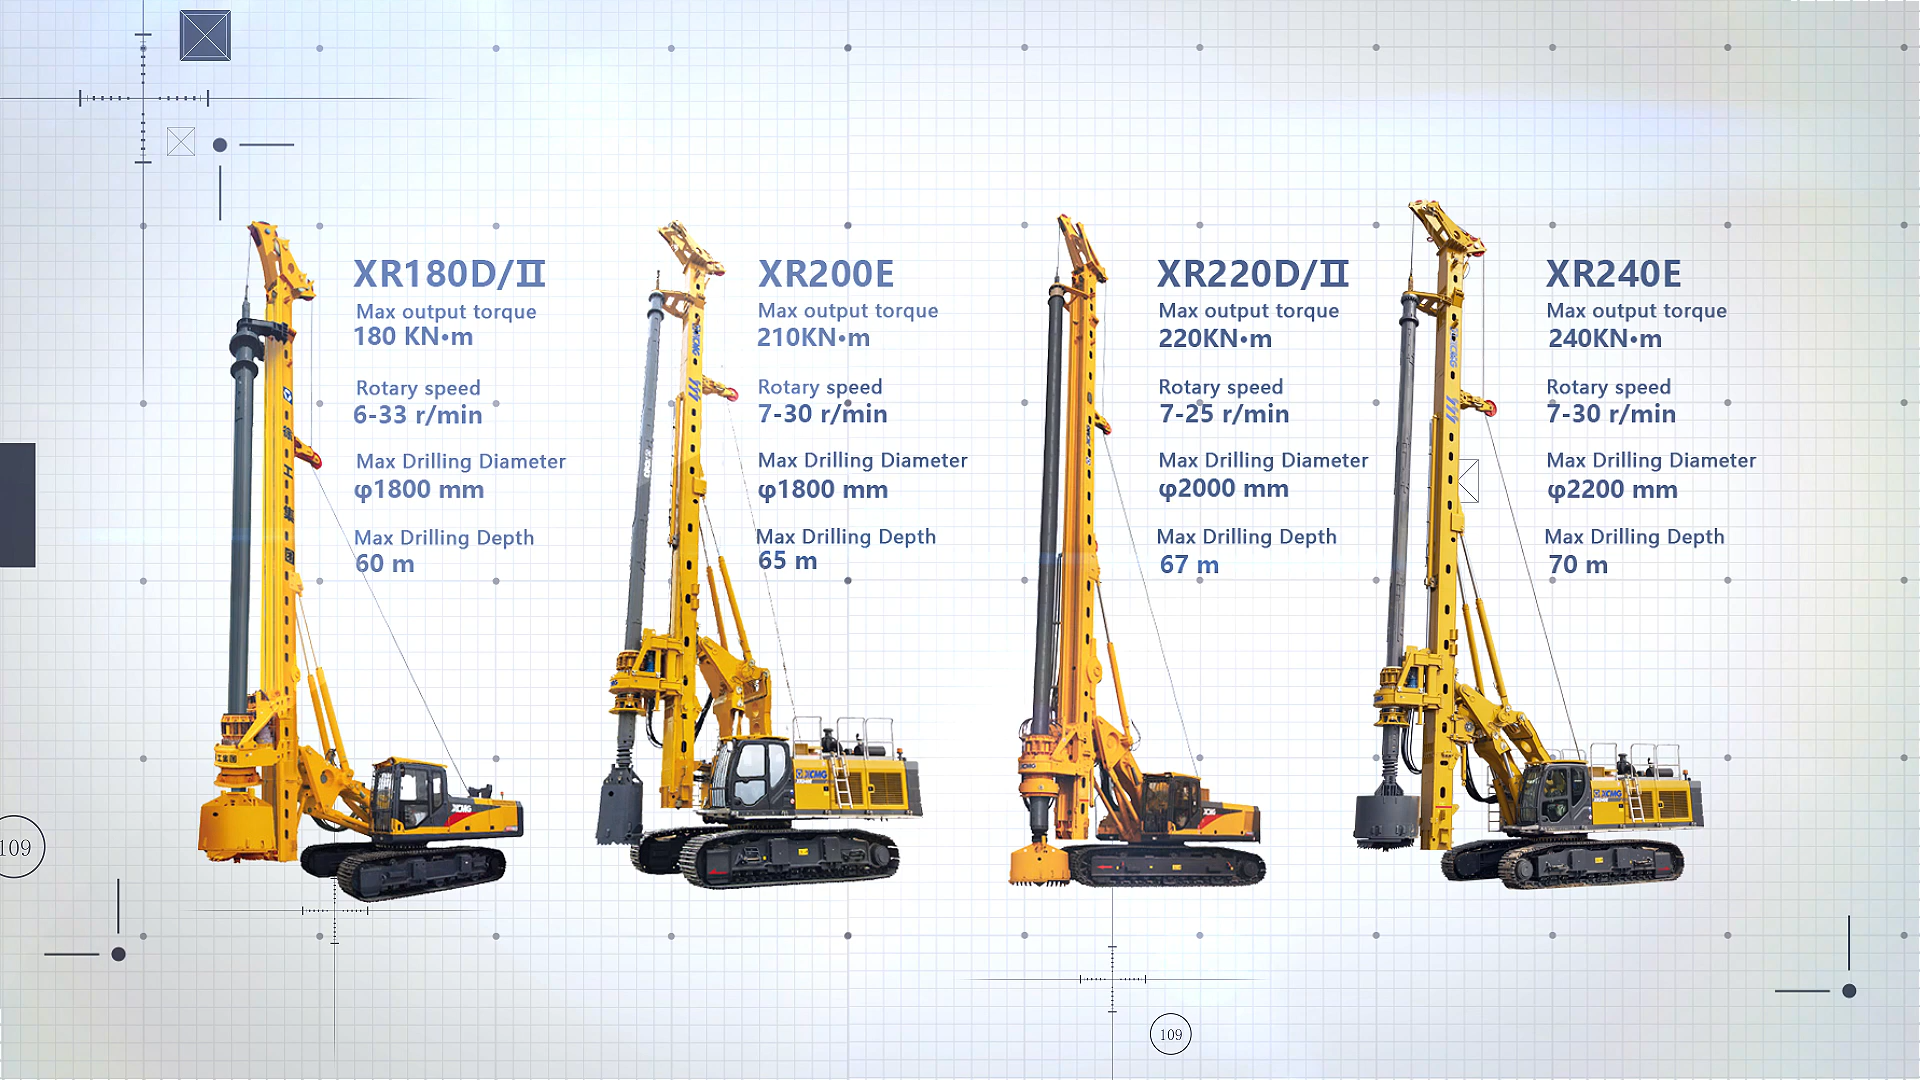 XR180D/Ⅱ
Max output torque
180 KN•m
Rotary speed
6-33 r/min
Max Drilling Diameter
φ1800 mm
Max Drilling Depth
60 m
XR200E
Max output torque
210KN•m
Rotary speed
7-30 r/min
Max Drilling Diameter
φ1800 mm
Max Drilling Depth
65 m
XR220D/Ⅱ
Max output torque
220KN•m
Rotary speed
7-25 r/min
Max Drilling Diameter
φ2000 mm
Max Drilling Depth
67 m
XR240E
Max output torque
240KN•m
Rotary speed
7-30 r/min
Max Drilling Diameter
φ2200 mm
Max Drilling Depth
70 m
XCMG
XCMG
XCMG
XCMG
109
109